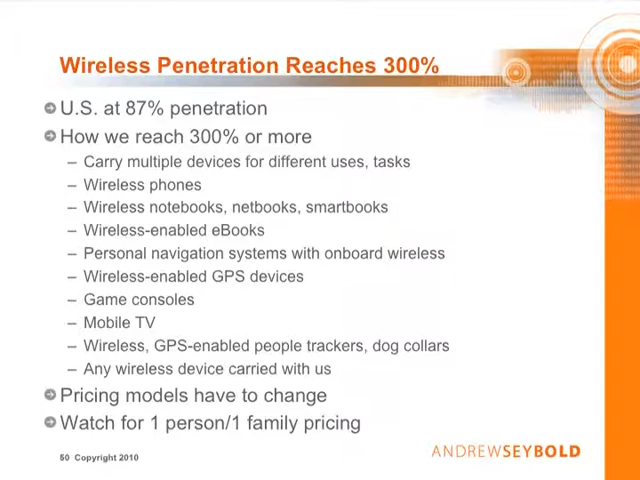 Wireless Penetration Reaches 300%
U.S. at 87% penetration
How we reach 300% or more
– Carry multiple devices for different uses, tasks
– Wireless phones
– Wireless notebooks, netbooks, smartbooks
– Wireless-enabled eBooks
– Personal navigation systems with onboard wireless
– Wireless-enabled GPS devices
– Game consoles
– Mobile TV
– Wireless, GPS-enabled people trackers, dog collars
– Any wireless device carried with us
Pricing models have to change
Watch for 1 person/1 family pricing
50 Copyright 2010
ANDREWSEYBOLD